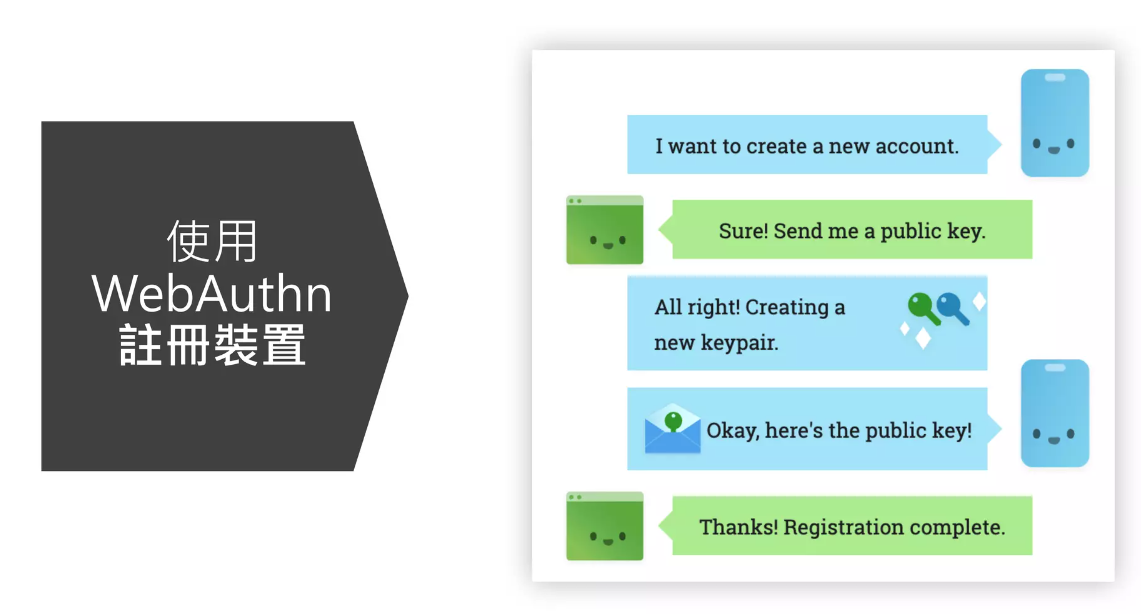 使用
WebAuthn
註冊裝置
I want to create a new account.
Sure! Send me a public key.
All right! Creating a
new keypair.
Okay, here's the public key!
Thanks! Registration complete.